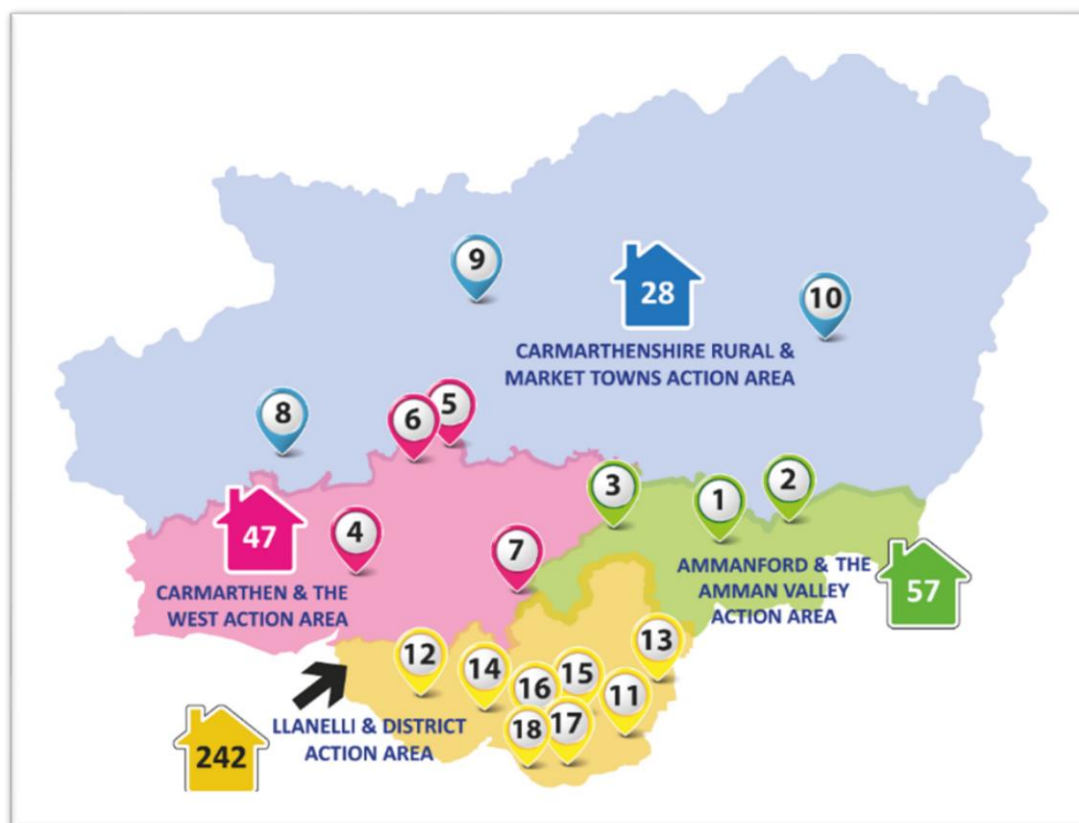 9
28
10
CARMARTHENSHIRE RURAL &
MARKET TOWNS ACTION AREA
8
6
5
3
1
2
47
4
7
CARMARTHEN & THE
WEST ACTION AREA
AMMANFORD & THE
AMMAN VALLEY
ACTION AREA
57
12
14
16
15
13
11
18
17
LLANELLI & DISTRICT
ACTION AREA
242